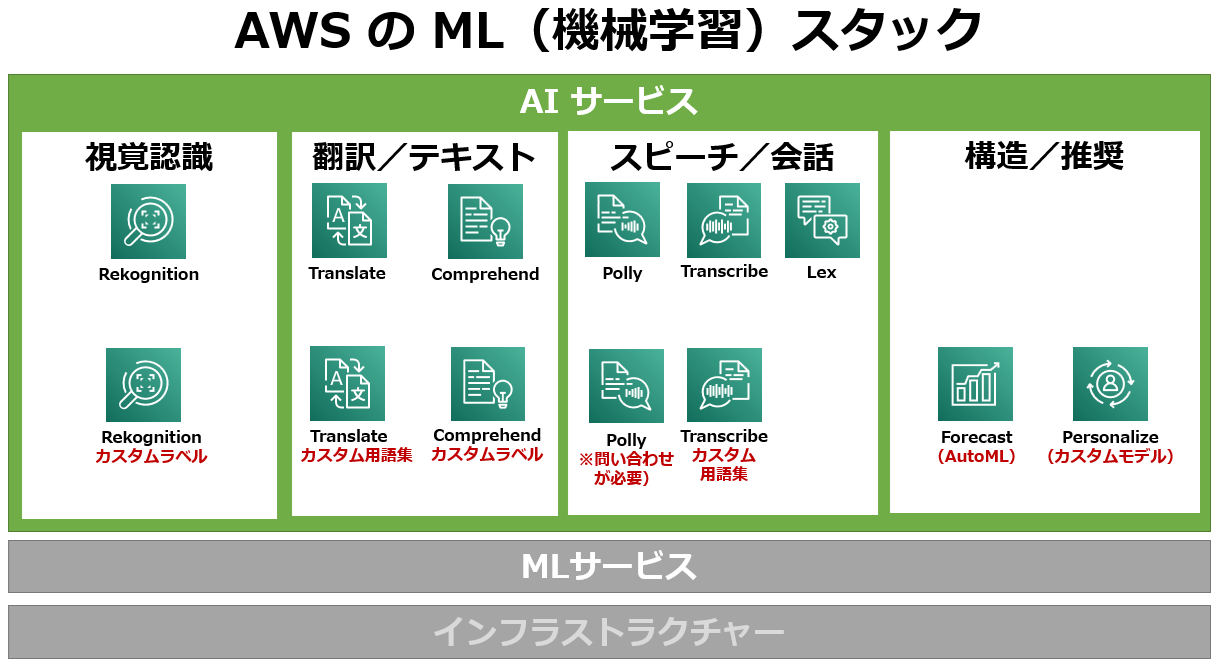 AWS の ML（機械学習）スタック
AI サービス
視覚認識
Rekognition
Rekognition
カスタムラベル
翻訳／テキスト
A
文
Translate
Comprehend
A
文
Translate
カスタム用語集
Comprehend
カスタムラベル
スピーチ／会話
Polly
Transcribe
Lex
Polly
※問い合わせ
が必要）
Transcribe
カスタム
用語集
構造／推奨
Forecast
（AutoML）
Personalize
（カスタムモデル）
MLサービス
インフラストラクチャー